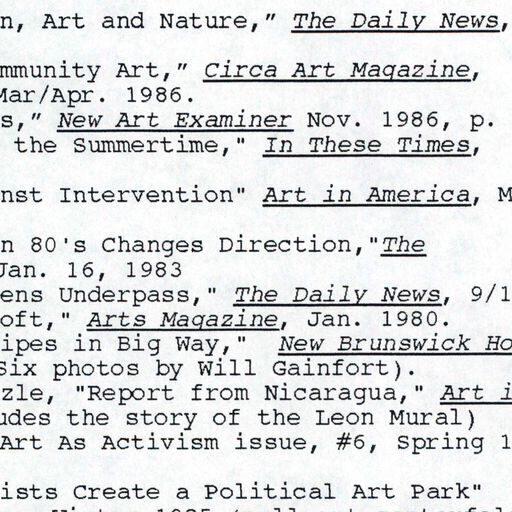 n, Art and Nature," The Daily News,
mmunity Art," Circa Art Magazine,
Mar/Apr. 1986.
s," New Art Examiner Nov. 1986, p.
the Summertime," In These Times,
nst Intervention" Art in America, M
n 80's Changes Direction,"The
Jan. 16, 1983
ens Underpass," The Daily News, 9/1
oft," Arts Magazine, Jan. 1980.
ipes in Big Way," New Brunswick Ho
Six photos by Will Gainfort).
zle, "Report from Nicaragua," Art i
udes the story of the Leon Mural)
Art As Activism issue, #6, Spring 1
ists Create a Political Art Park"